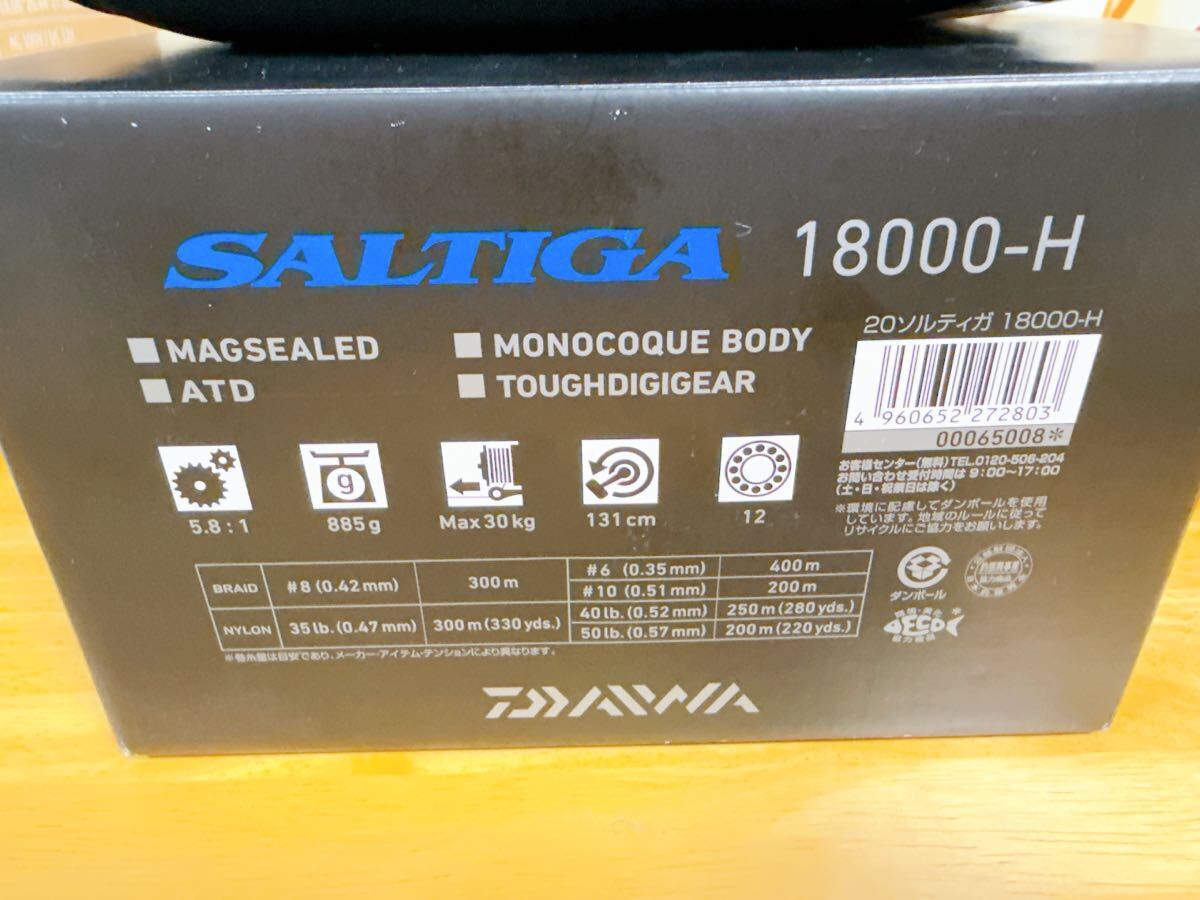 SALTIGA 18000-H
20ソルティガ 18000-H
MAGSEALED
MONOCOQUE BODY
ATD
TOUGHDIGIGEAR
4 960652 272803
00065008*
お客様センター(無料)TEL.0120-506-204
お問い合わせ受付時間は 9:00~17:00
(土・日・祝祭日は除く)
※環境に配慮してダンボールを使用
しています。地域のルールに従って
リサイクルにご協力をお願いします。
g
5.8:1
885g
Max 30kg
131cm
12
BRAID #8 (0.42mm) 300m #6 (0.35mm) 400m
#10 (0.51mm) 200m
NYLON 35lb.(0.47mm) 300m(330yds.) 40lb.(0.52mm) 250m(280yds.)
50lb.(0.57mm) 200m(220yds.)
※巻糸量は目安であり、メーカー・アイテム・テンションにより異なります。
ダンボール
ECO
DAIWA